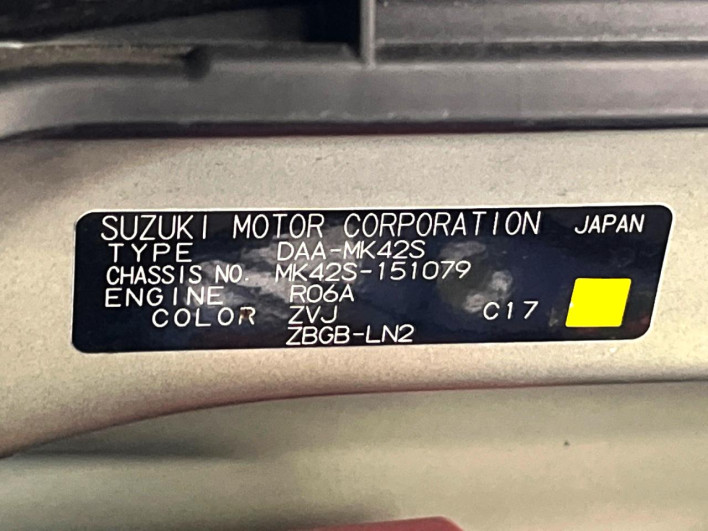 SUZUKI MOTOR CORPORATION JAPAN
TYPE DAA-MK42S
CHASSIS NO. MK42S-151079
ENGINE R06A
COLOR ZVJ C17
ZBGB-LN2